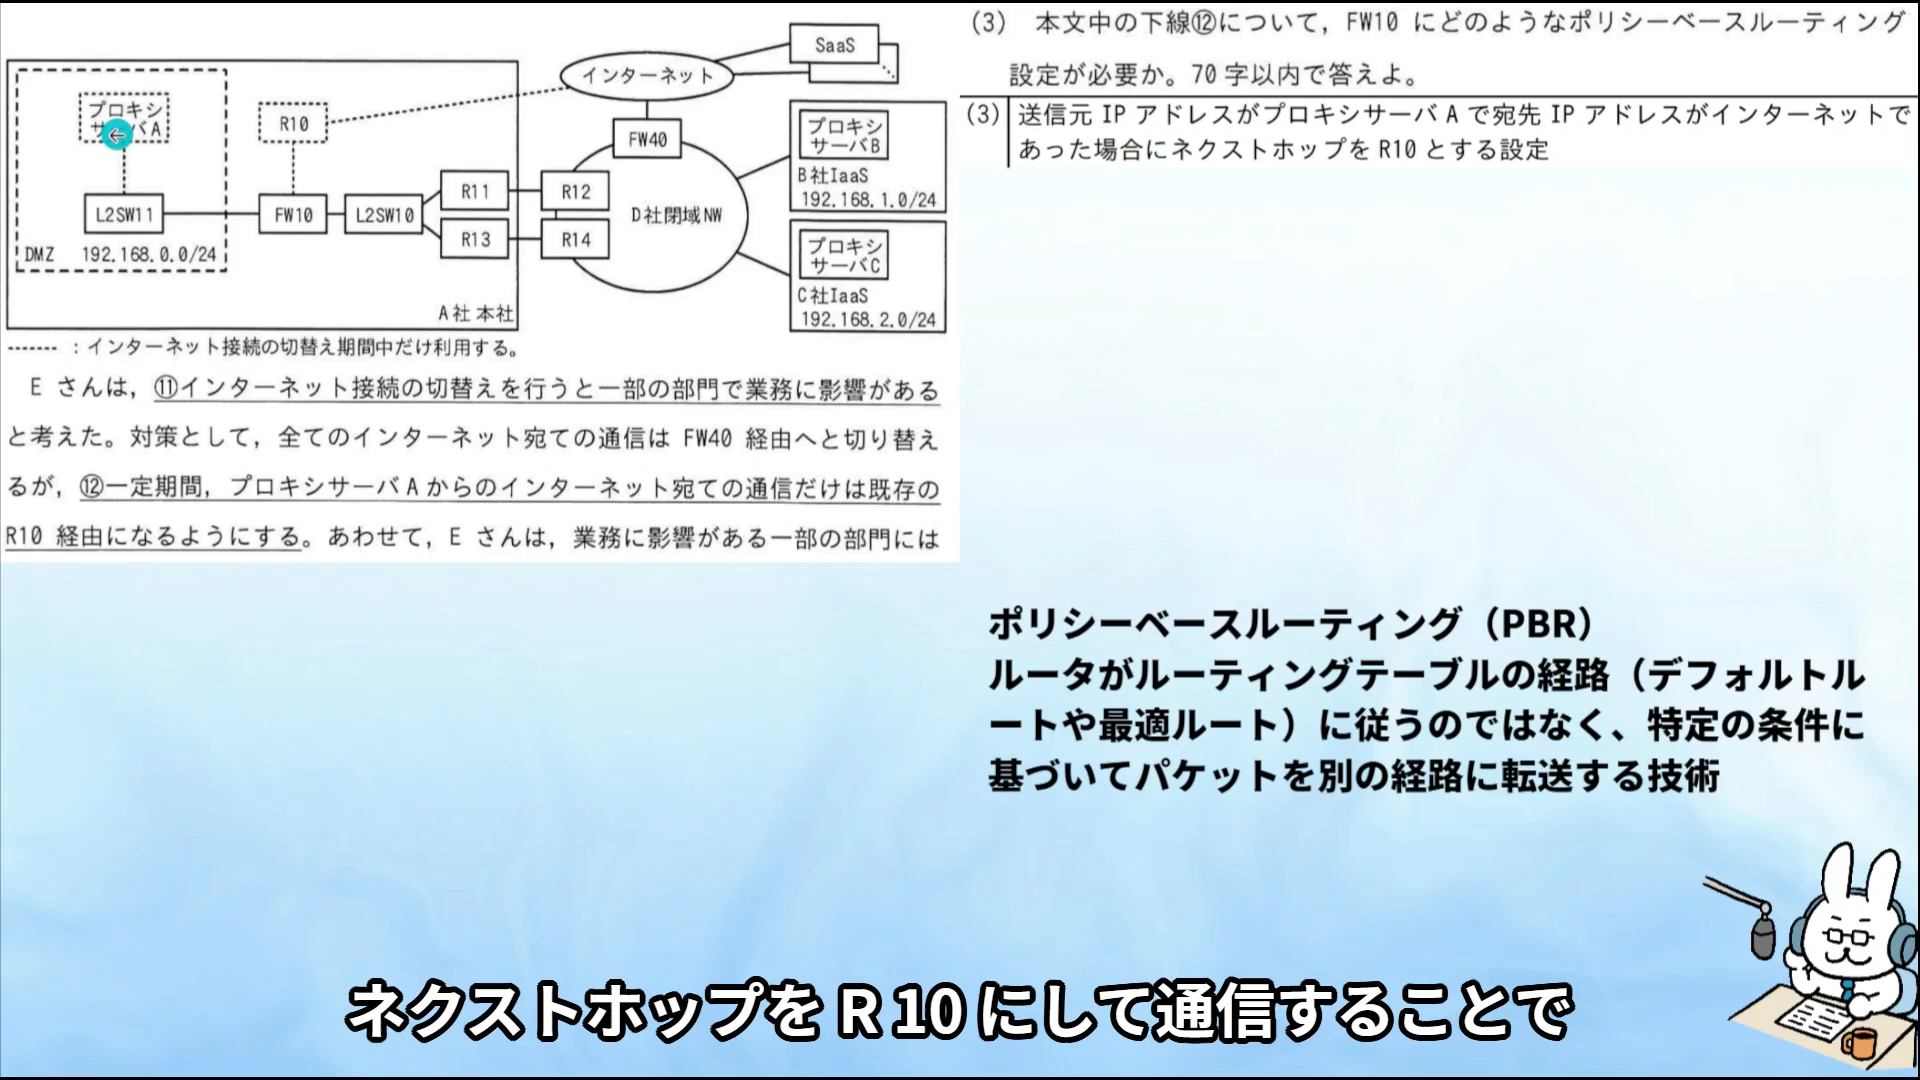 プロキシ
サーバA
R10
インターネット
SaaS
FW40
プロキシ
サーバB
B社IaaS
192.168.1.0/24
L2SW11
FW10
L2SW10
R11
R12
R13
R14
D社閉域NW
プロキシ
サーバC
C社IaaS
192.168.2.0/24
DMZ 192.168.0.0/24
A社 本社
------- ：インターネット接続の切替え期間中だけ利用する。
E さんは，⑪インターネット接続の切替えを行うと一部の部門で業務に影響がある
と考えた。対策として，全てのインターネット宛ての通信は FW40 経由へと切り替え
るが，⑫一定期間，プロキシサーバAからのインターネット宛ての通信だけは既存の
R10 経由になるようにする。あわせて，E さんは，業務に影響がある一部の部門には
(3) 本文中の下線⑫について，FW10 にどのようなポリシーベースルーティング
設定が必要か。70 字以内で答えよ。
(3) 送信元 IP アドレスがプロキシサーバ A で宛先 IP アドレスがインターネットで
あった場合にネクストホップを R10 とする設定
ポリシーベースルーティング（PBR）
ルータがルーティングテーブルの経路（デフォルトル
ートや最適ルート）に従うのではなく、特定の条件に
基づいてパケットを別の経路に転送する技術
ネクストホップを R 10 にして通信することで